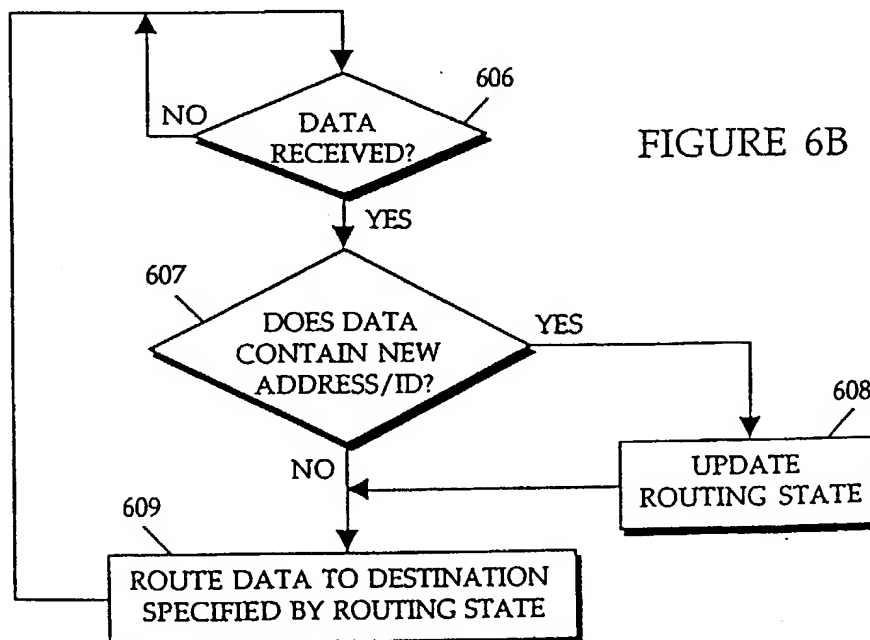 606
NO
DATA
RECEIVED?
FIGURE 6B
YES
607
DOES DATA
CONTAIN NEW
ADDRESS/ID?
YES
608
NO
UPDATE
ROUTING STATE
609
ROUTE DATA TO DESTINATION
SPECIFIED BY ROUTING STATE